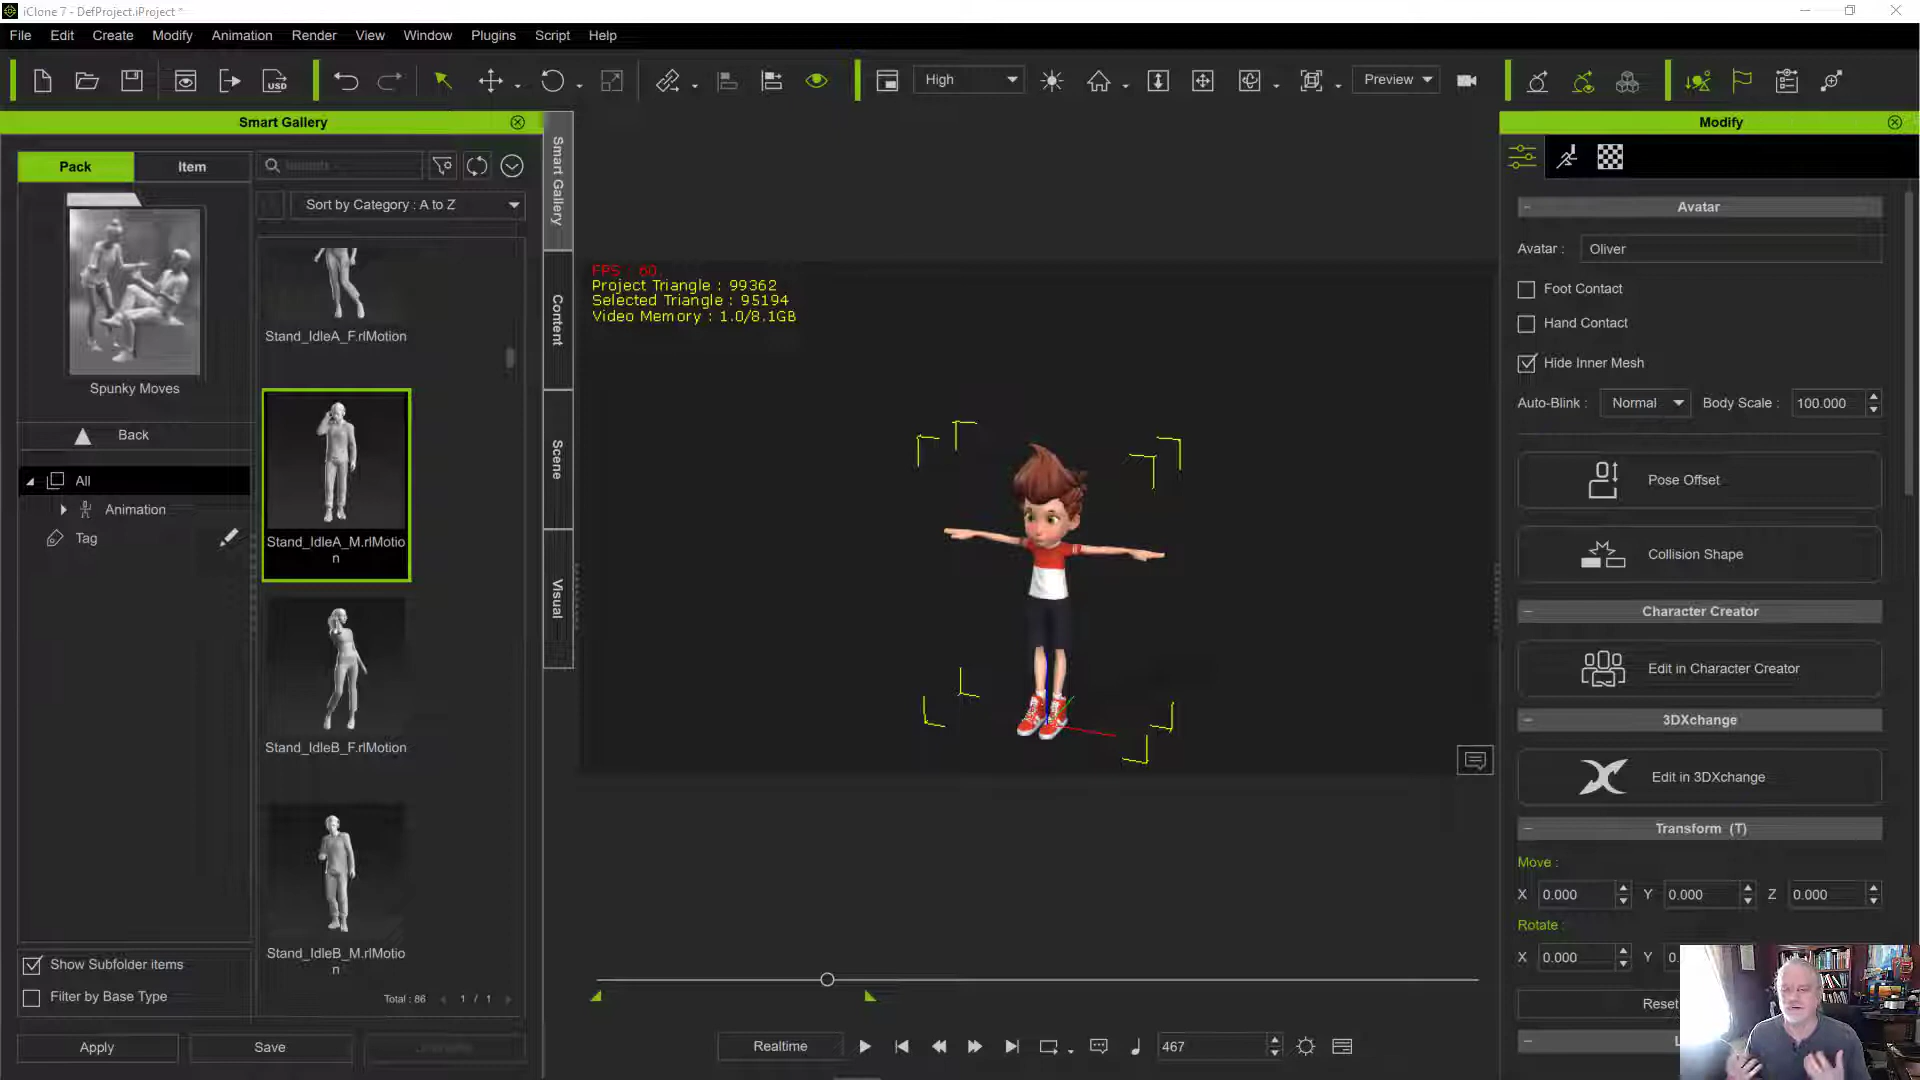 iClone 7 - DefProject.iProject *
File Edit Create Modify Animation Render View Window Plugins Script Help
USD
High
Preview
Smart Gallery
Modify
Pack
Item
Sort by Category : A to Z
Spunky Moves
Back
All
Animation
Tag
Stand_IdleA_F.rlMotion
Stand_IdleA_M.rlMotio
n
Stand_IdleB_F.rlMotion
Stand_IdleB_M.rlMotio
n
Show Subfolder items
Filter by Base Type
Total : 86 1 / 1
Apply
Save
Smart Gallery
Content
Scene
Visual
FPS : 60
Project Triangle : 99362
Selected Triangle : 95194
Video Memory : 1.0/8.1GB
Realtime
467
Avatar
Avatar : Oliver
Foot Contact
Hand Contact
Hide Inner Mesh
Auto-Blink : Normal Body Scale : 100.000
Pose Offset
Collision Shape
Character Creator
Edit in Character Creator
3DXchange
Edit in 3DXchange
Transform (T)
Move :
X 0.000 Y 0.000 Z 0.000
Rotate :
X 0.000 Y 0.
Reset